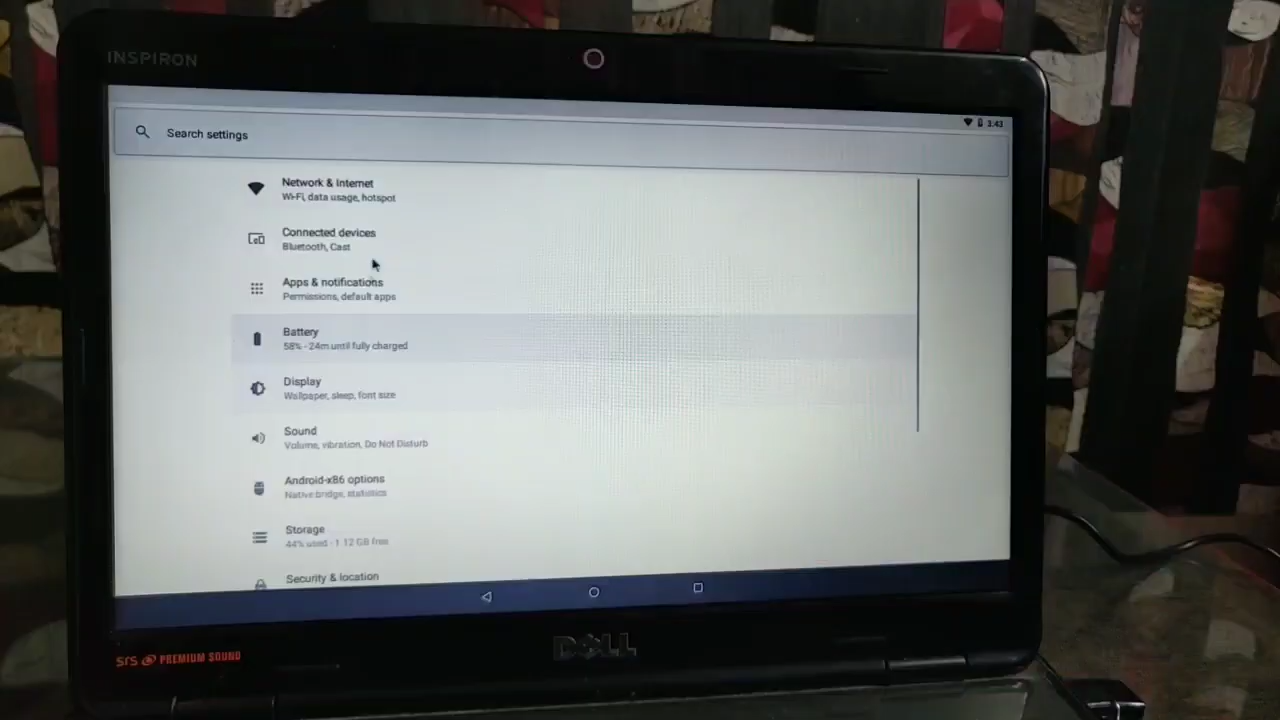 INSPIRON
3:43
Search settings
Network & Internet
Wi-Fi, data usage, hotspot
Connected devices
Bluetooth, Cast
Apps & notifications
Permissions, default apps
Battery
58% - 24m until fully charged
Display
Wallpaper, sleep, font size
Sound
Volume, vibration, Do Not Disturb
Android-x86 options
Native bridge, statistics
Storage
44% used - 1.12 GB free
Security & location
DELL
SRS PREMIUM SOUND